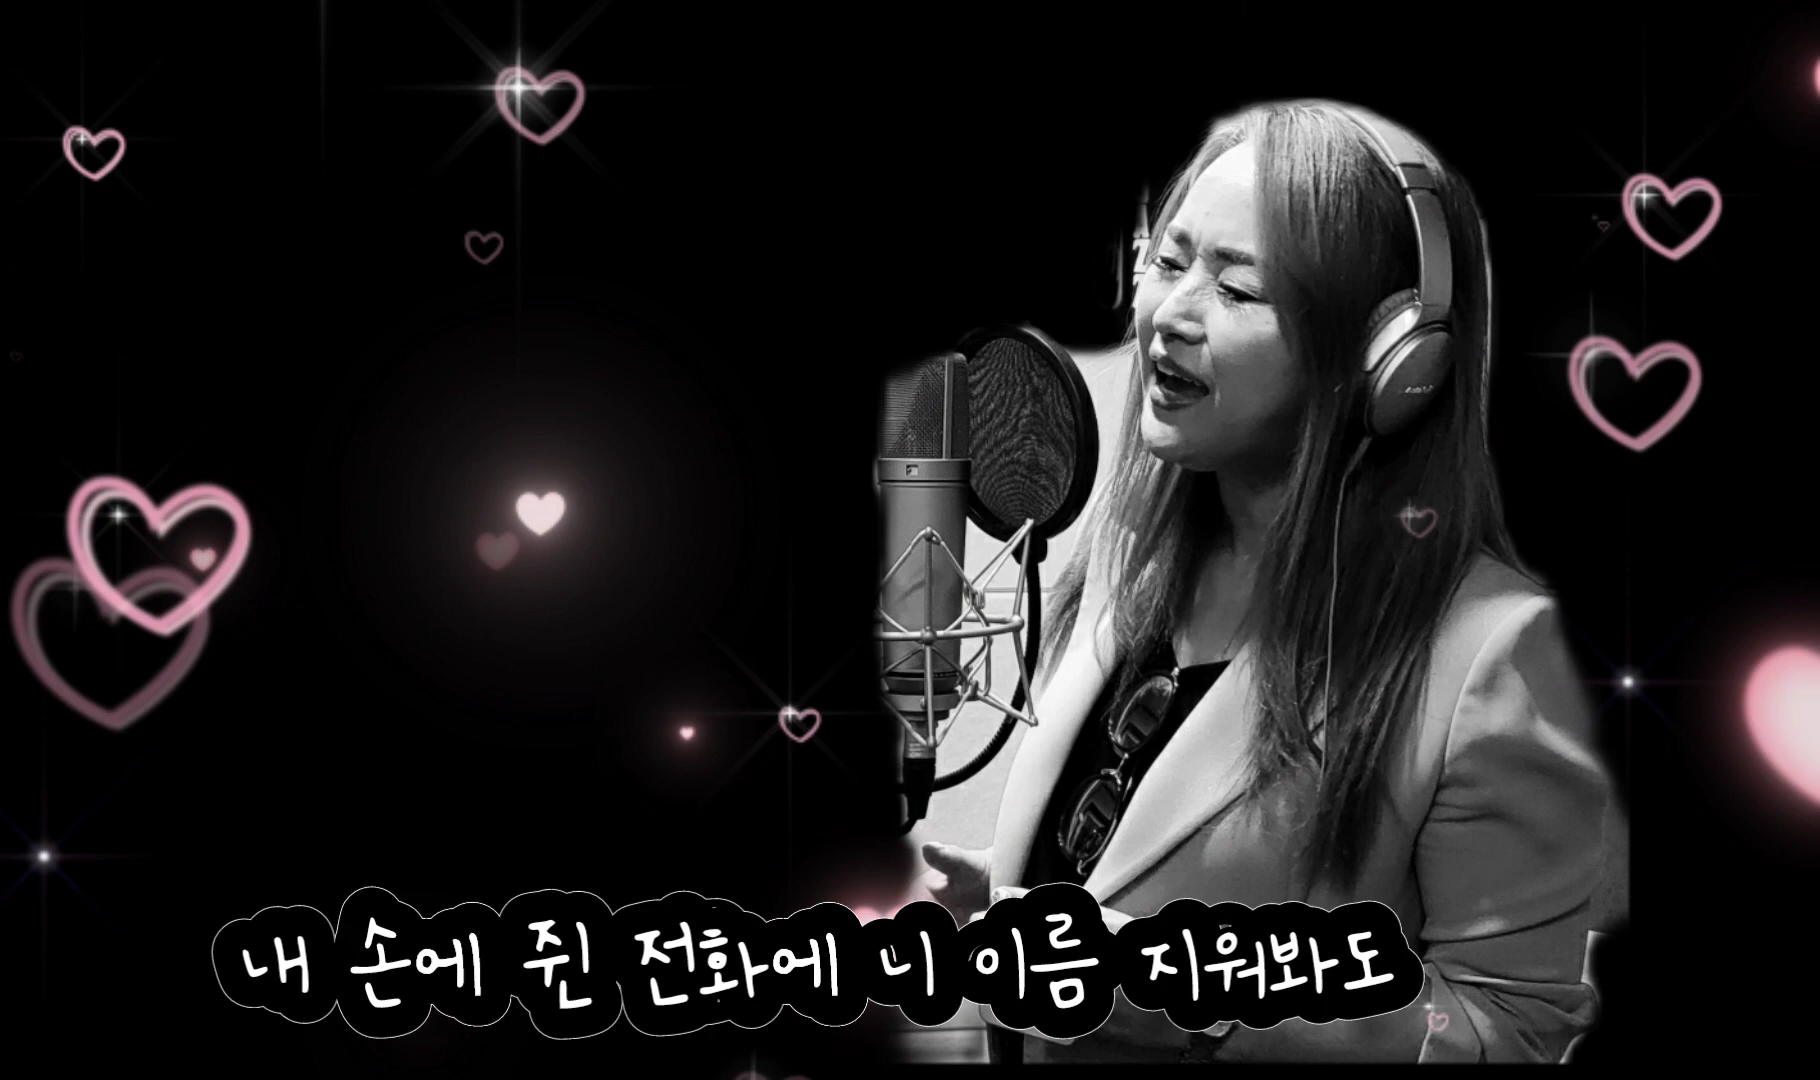 내 손에 쥔 전화에 니 이름 지워봐도